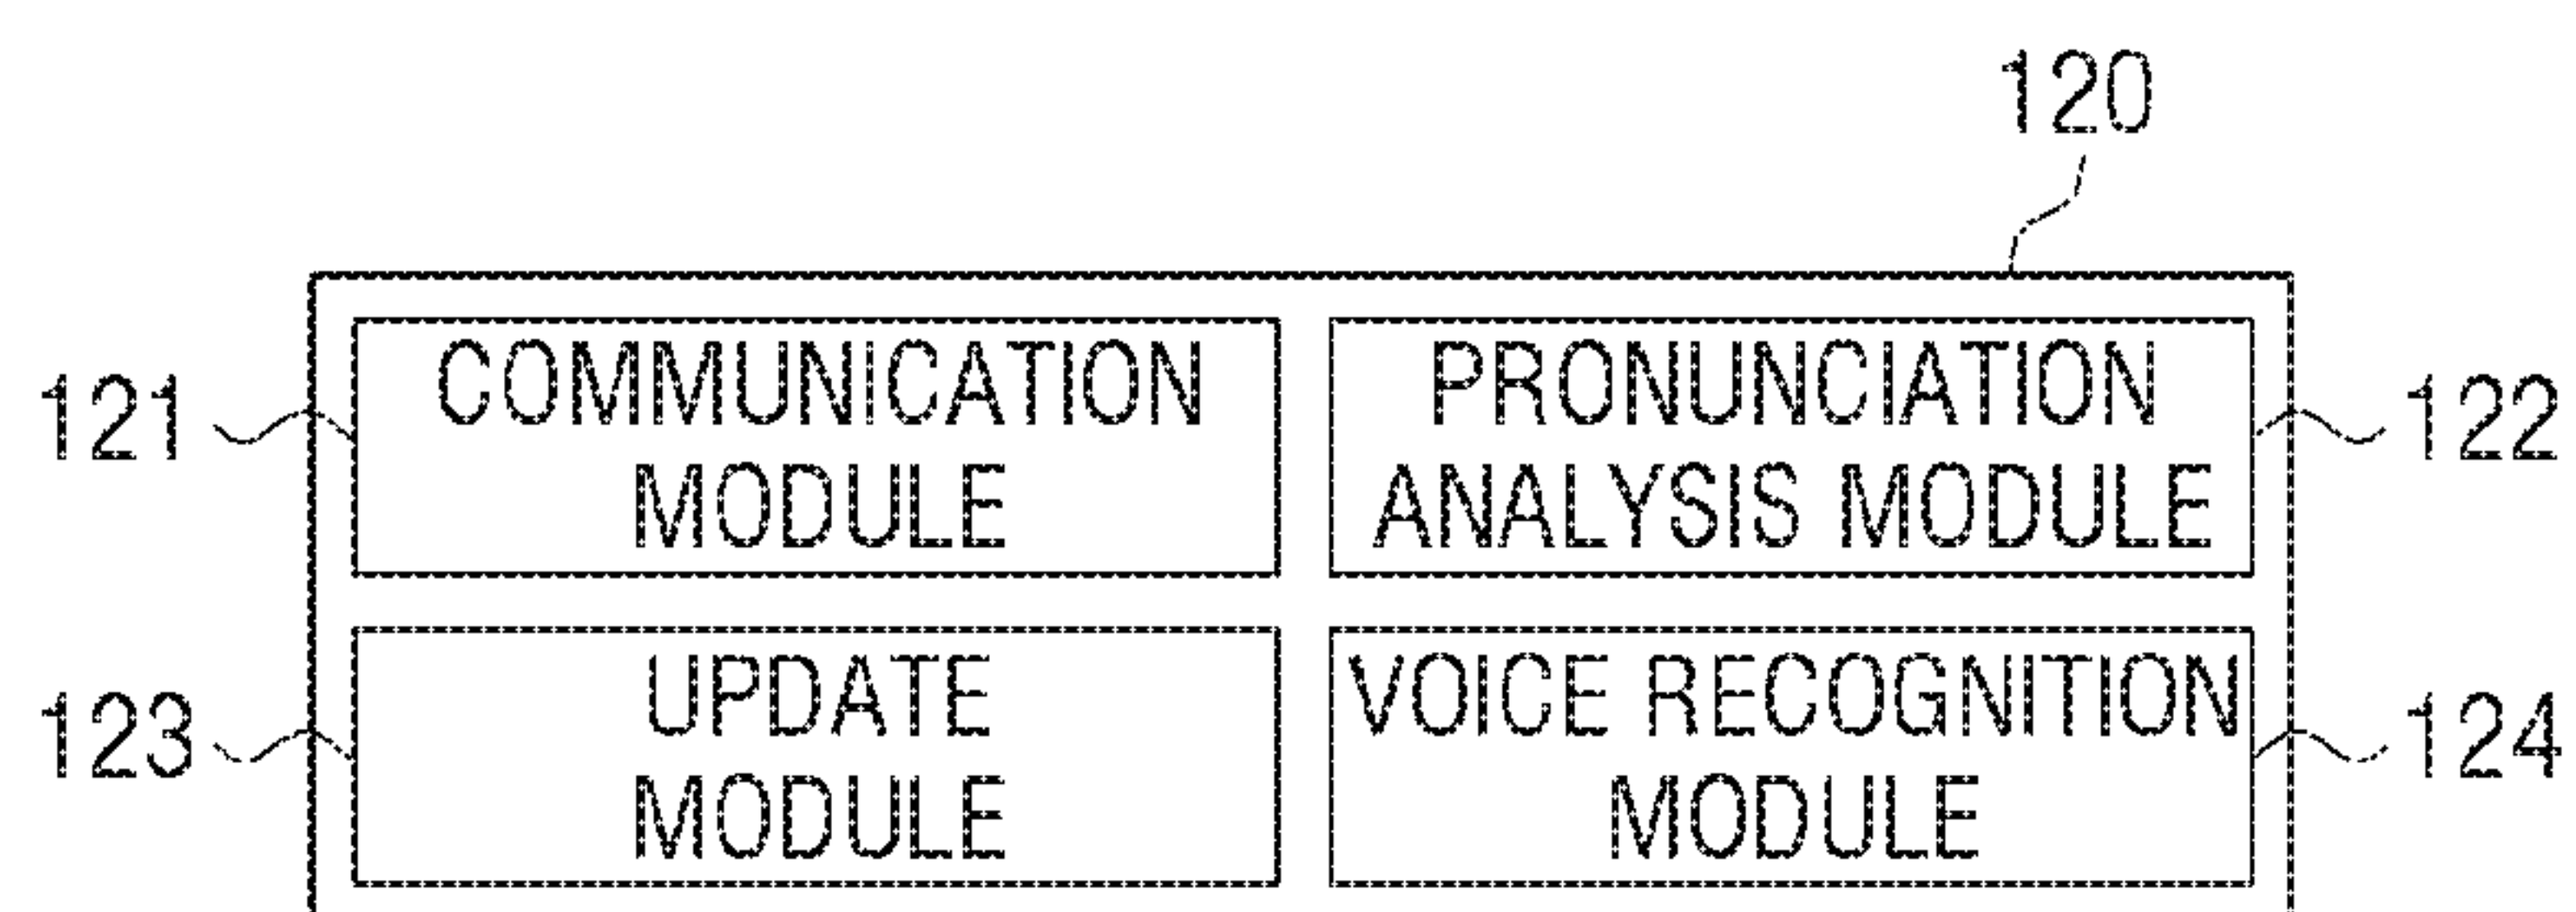 120
121
COMMUNICATION
MODULE
PRONUNCIATION
ANALYSIS MODULE
122
123
UPDATE
MODULE
VOICE RECOGNITION
MODULE
124